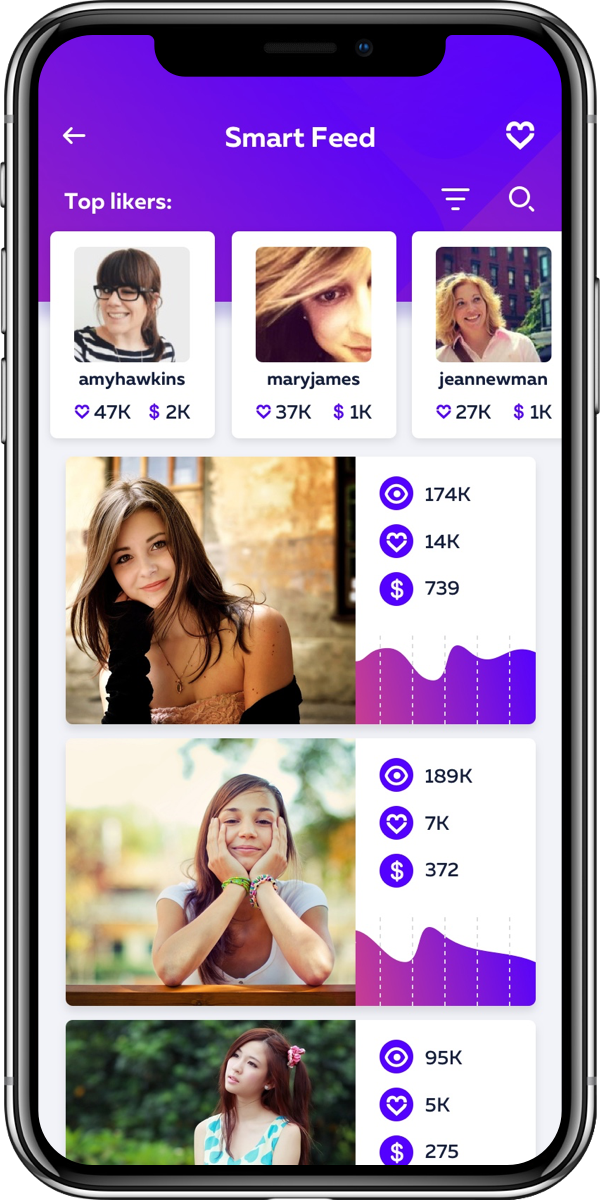 Smart Feed
Top likers:
amyhawkins
47K $ 2K
maryjames
37K $ 1K
jeannewman
27K $ 1K
174K
14K
$ 739
189K
7K
$ 372
95K
5K
$ 275